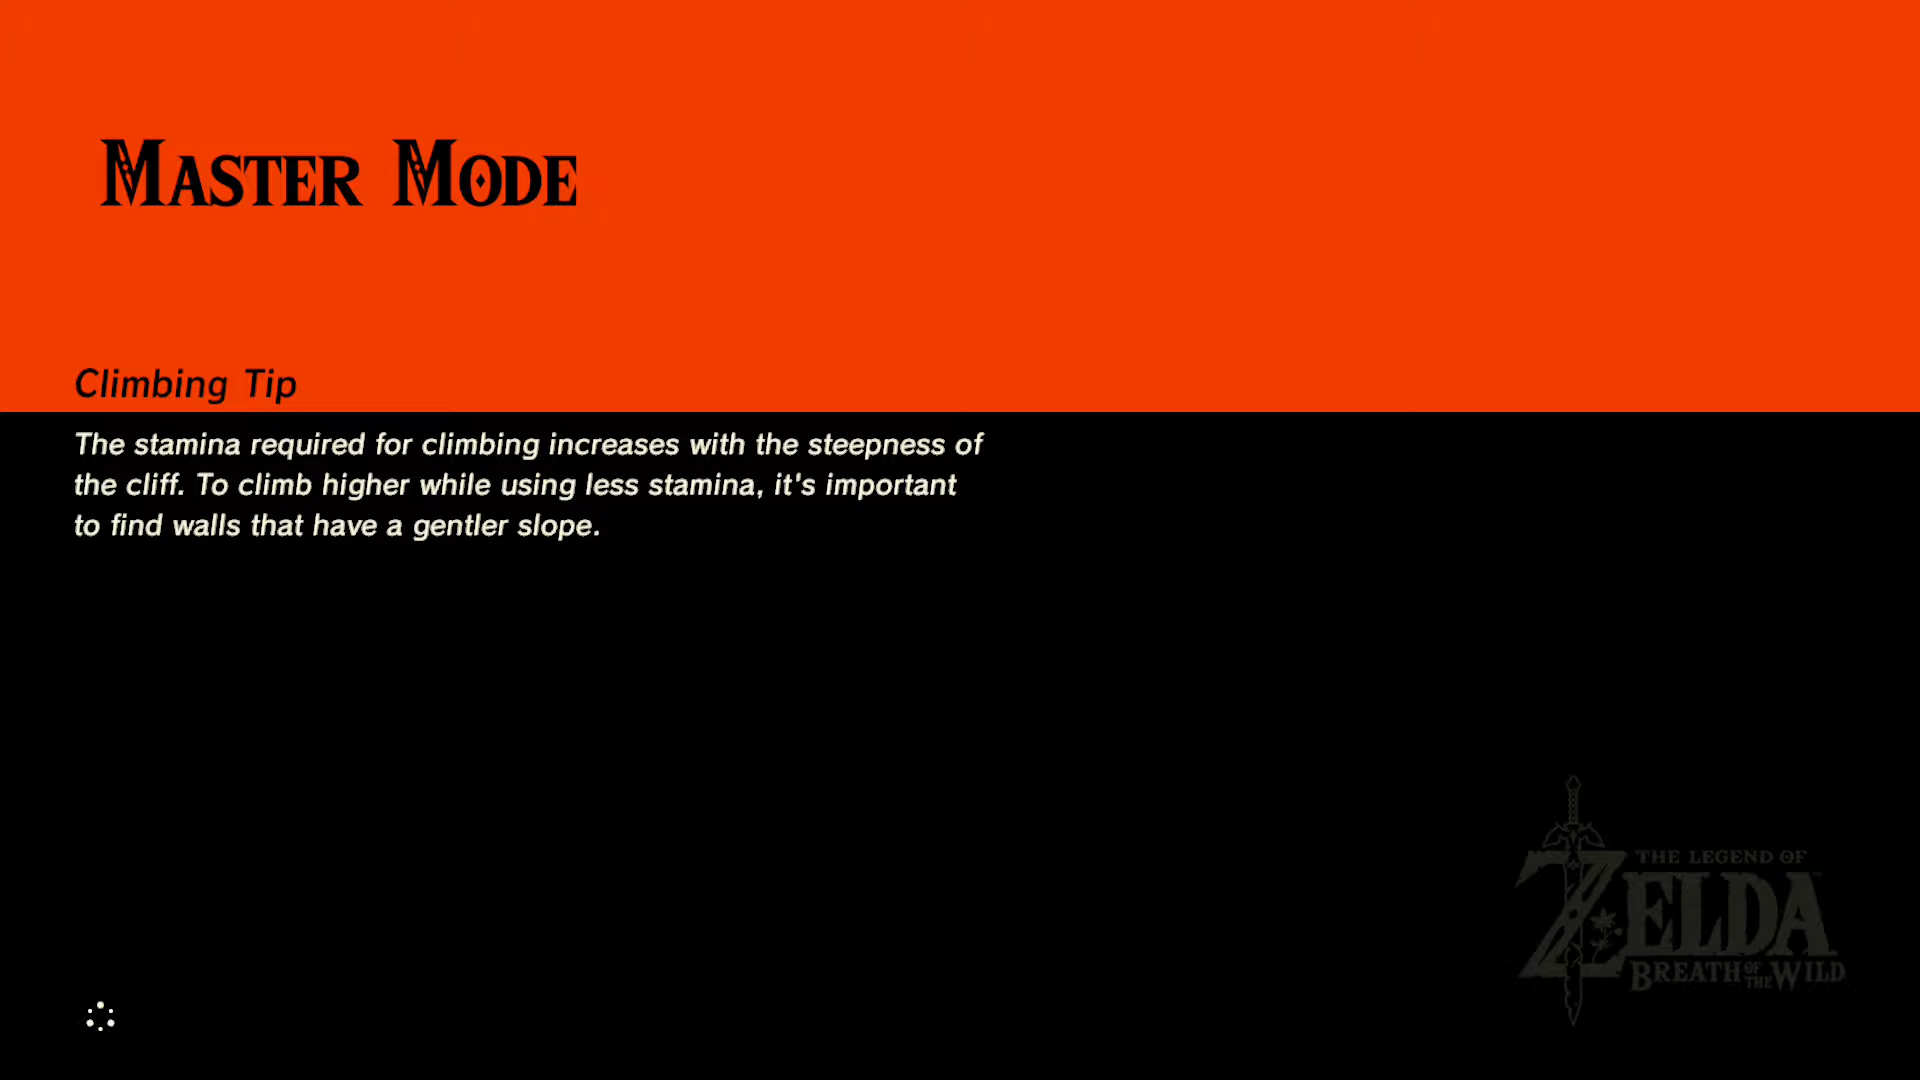 Master Mode
Climbing Tip
The stamina required for climbing increases with the steepness of
the cliff. To climb higher while using less stamina, it's important
to find walls that have a gentler slope.
THE LEGEND OF
ZELDA
BREATH OF THE WILD